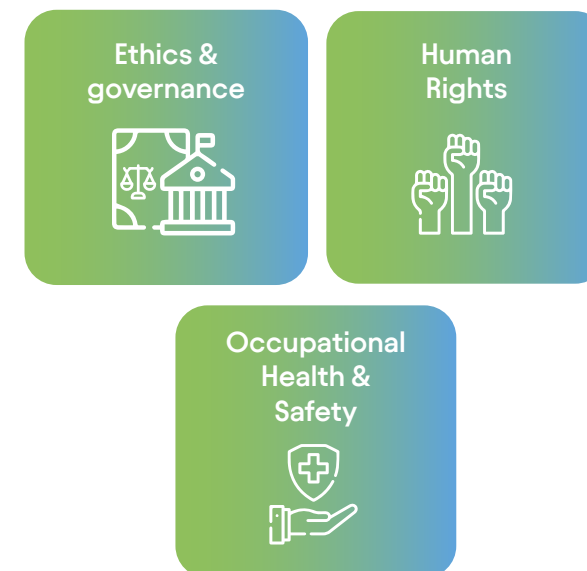 Ethics &
governance
Human
Rights
Occupational
Health &
Safety